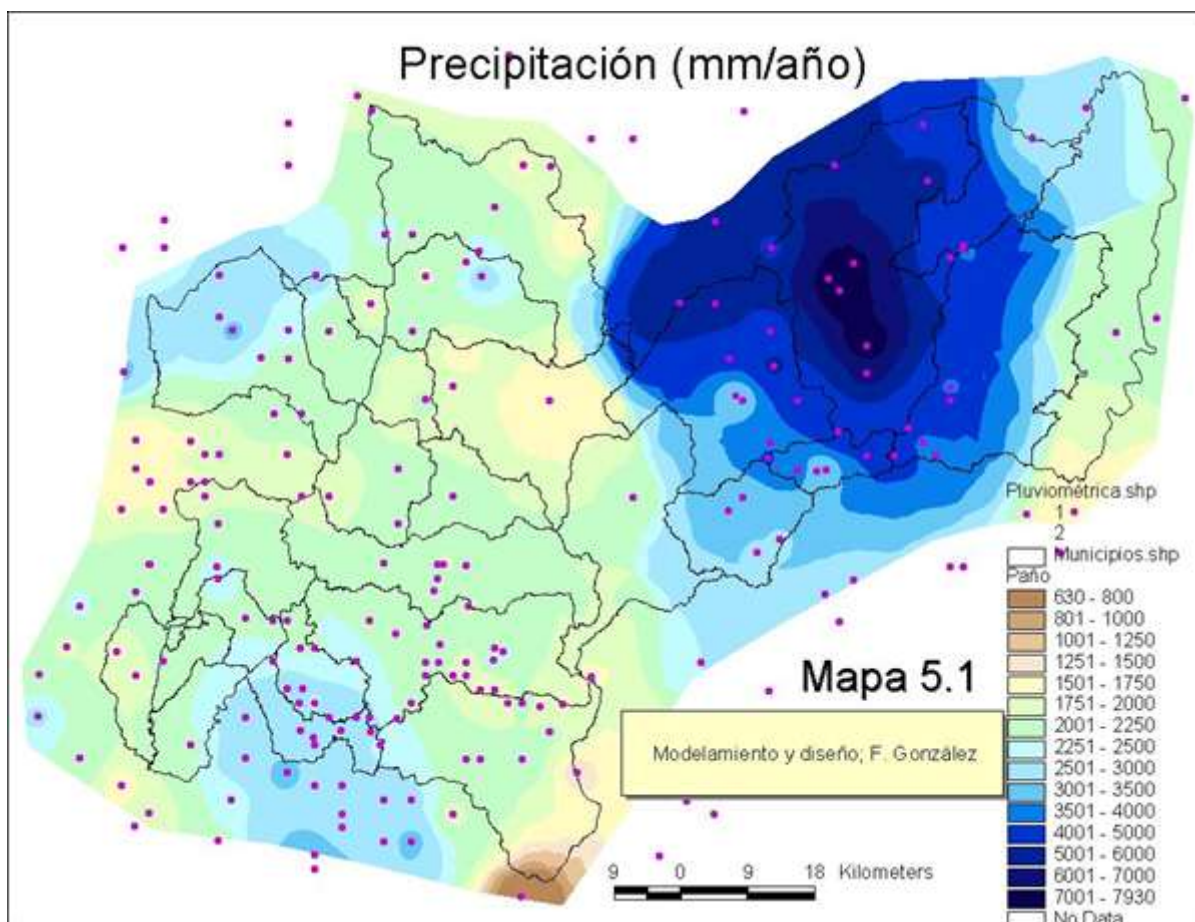 Precipitación (mm/año)
Pluviométrica.shp
1
2
Municipios.shp
Paño
630 - 800
801 - 1000
1001 - 1250
1251 - 1500
1501 - 1750
1751 - 2000
2001 - 2250
2251 - 2500
2501 - 3000
3001 - 3500
3501 - 4000
4001 - 5000
5001 - 6000
6001 - 7000
7001 - 7930
No Data
Mapa 5.1
Modelamiento y diseño; F. González
9 0 9 18 Kilometers